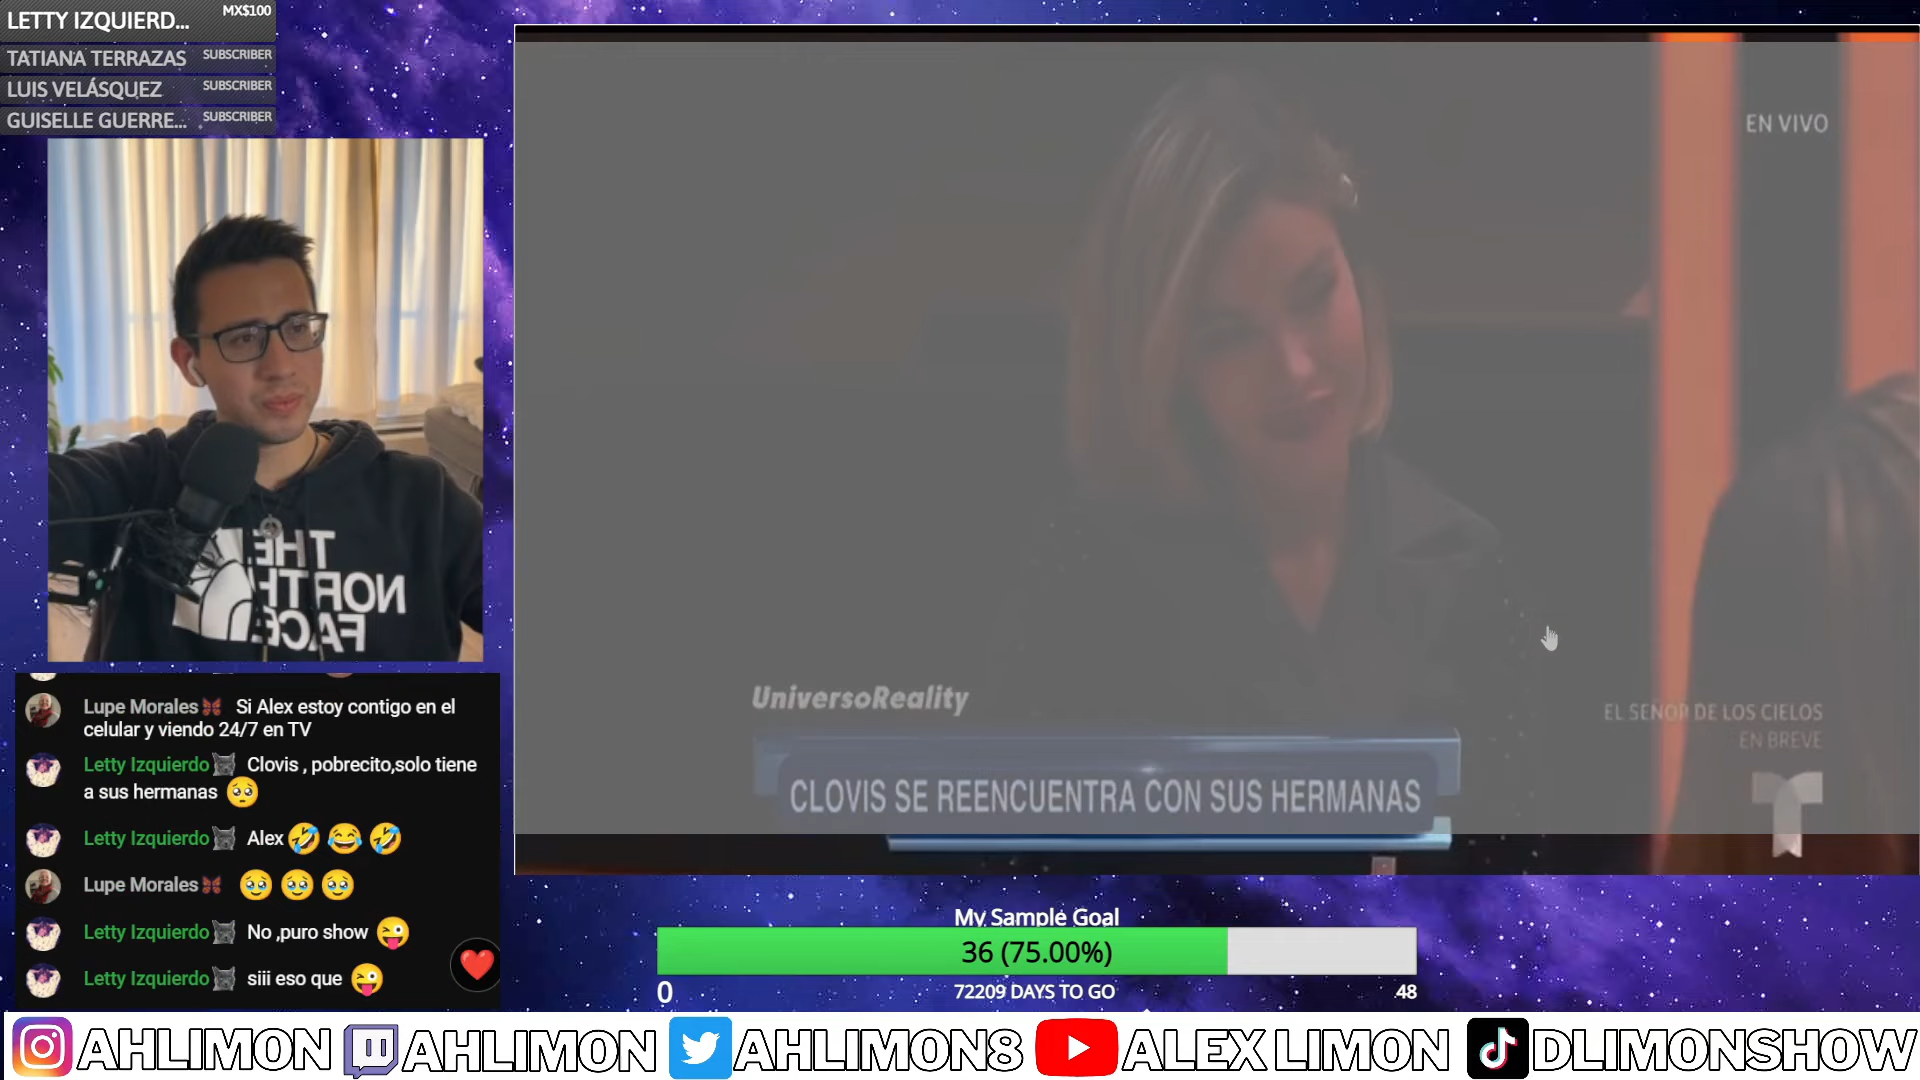 LETTY IZQUIERD... MX$100
TATIANA TERRAZAS SUBSCRIBER
LUIS VELÁSQUEZ SUBSCRIBER
GUISELLE GUERRE... SUBSCRIBER
EN VIVO
THE
NORTH
FACE
UniversoReality
EL SEÑOR DE LOS CIELOS
EN BREVE
CLOVIS SE REENCUENTRA CON SUS HERMANAS
Lupe Morales Si Alex estoy contigo en el
celular y viendo 24/7 en TV
Letty Izquierdo Clovis , pobrecito,solo tiene
a sus hermanas 🥺
Letty Izquierdo Alex 🤣😂🤣
Lupe Morales 🥹🥹🥹
Letty Izquierdo No ,puro show 😜
Letty Izquierdo siii eso que 😜
My Sample Goal
36 (75.00%)
0 72209 DAYS TO GO 48
AHLIMON AHLIMON AHLIMON8 ALEX LIMON DLIMONSHOW